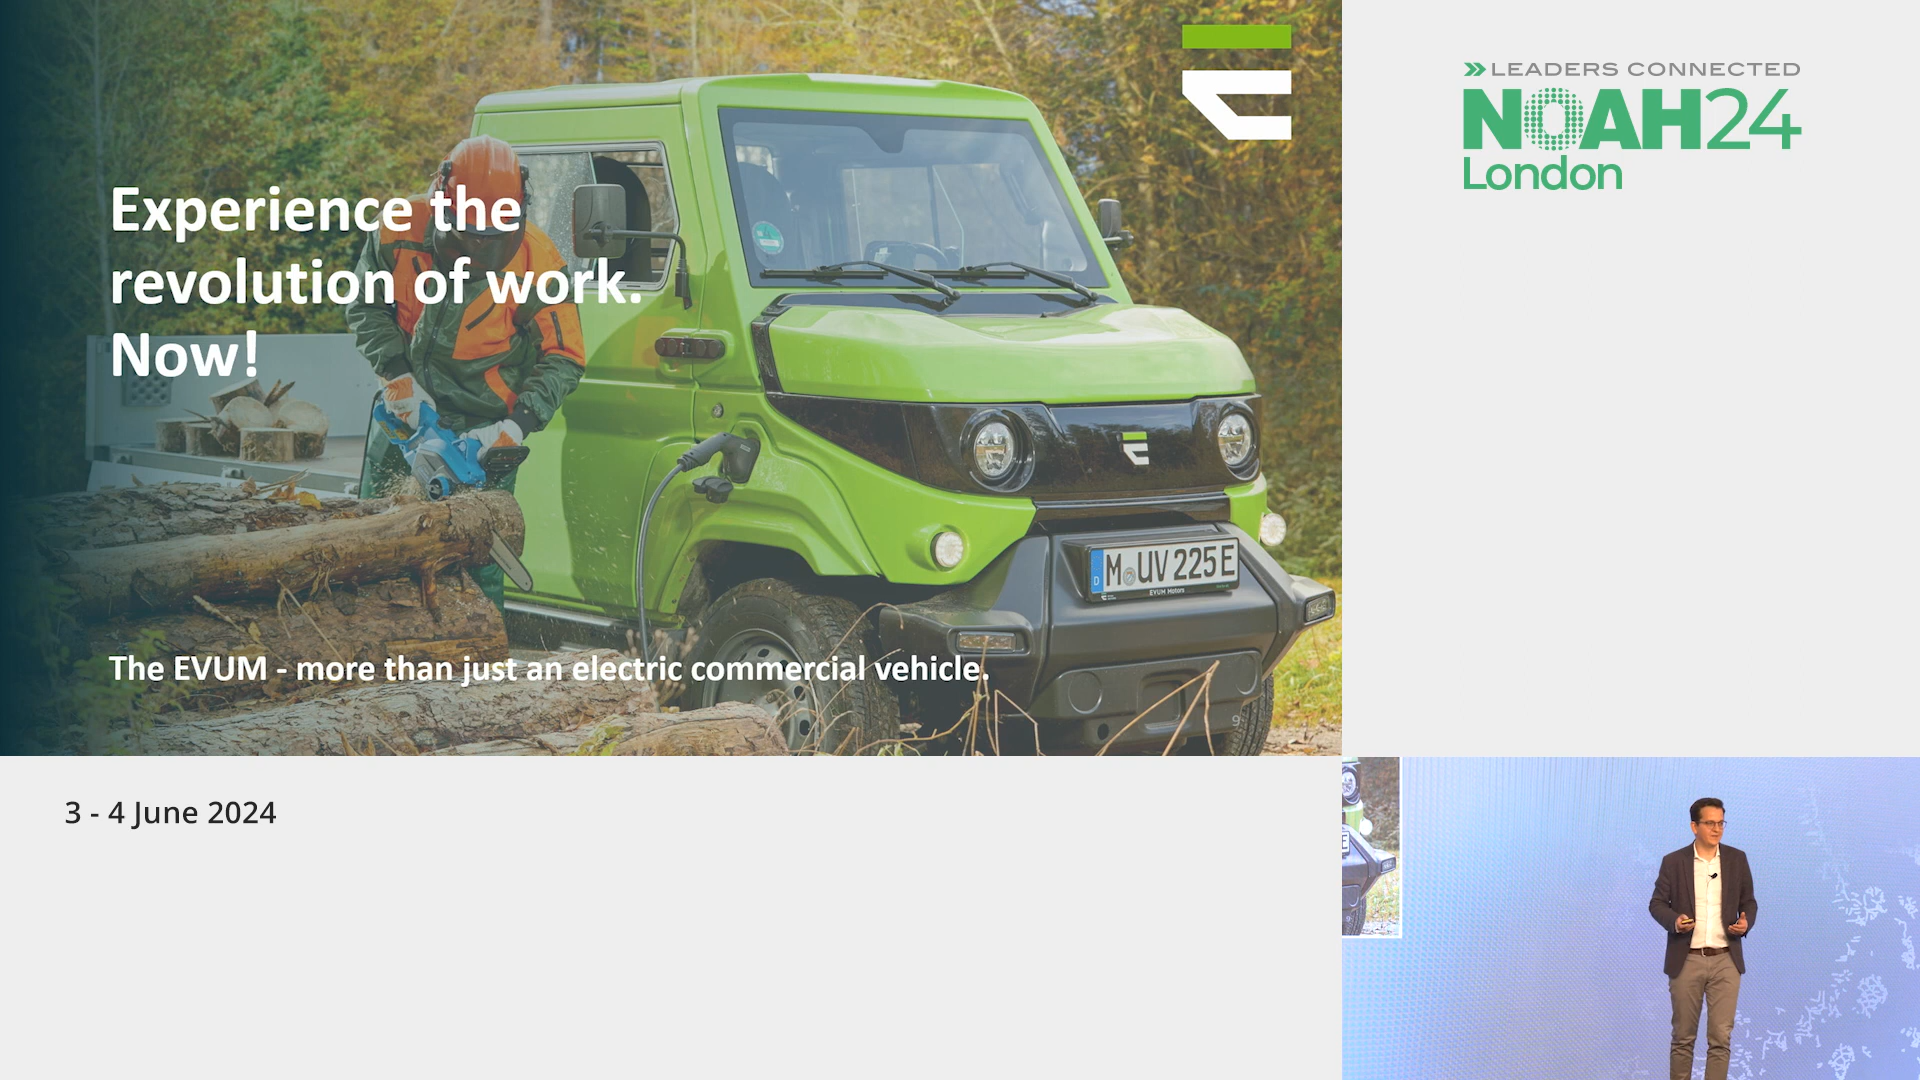 Experience the
revolution of work.
Now!
M UV 225 E
D
EVUM Motors
The EVUM - more than just an electric commercial vehicle.
9
LEADERS CONNECTED
NOAH24
London
3 - 4 June 2024